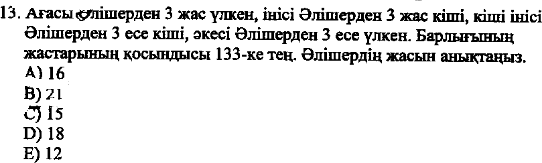 13. Ағасы Әлішерден 3 жас үлкен, інісі Әлішерден 3 жас кіші, кіші інісі
Әлішерден 3 есе кіші, әкесі Әлішерден 3 есе үлкен. Барлығының
жастарының қосындысы 133-ке тең. Әлішердің жасын анықтаңыз.
A) 16
B) 21
C) 15
D) 18
E) 12